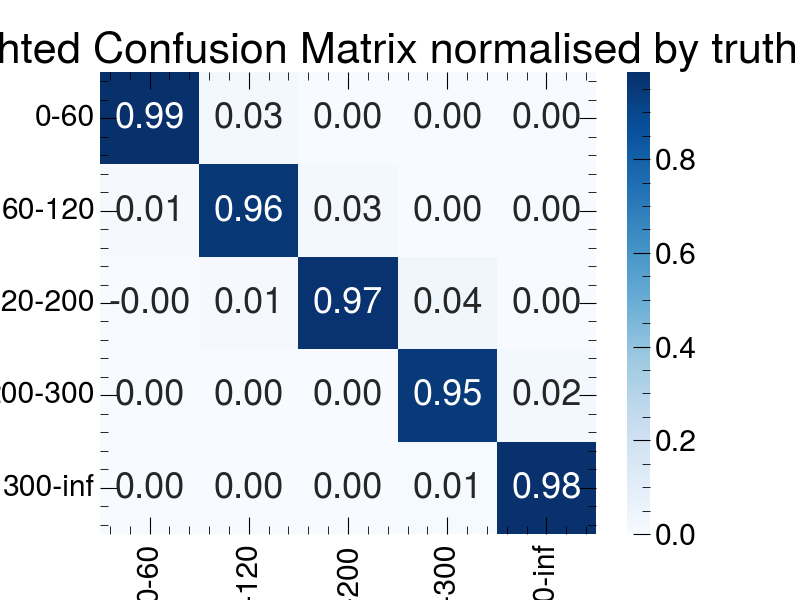 hted Confusion Matrix normalised by truth
0-60 0.99 0.03 0.00 0.00 0.00
60-120 0.01 0.96 0.03 0.00 0.00 0.8
20-200 -0.00 0.01 0.97 0.04 0.00 0.6
00-300 0.00 0.00 0.00 0.95 0.02 0.4
300-inf 0.00 0.00 0.00 0.01 0.98 0.2
0.0
0-60 -120 -200 -300 0-inf